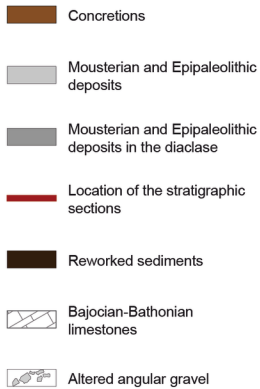 Concretions
Mousterian and Epipaleolithic
deposits
Mousterian and Epipaleolithic
deposits in the diaclase
Location of the stratigraphic
sections
Reworked sediments
Bajocian-Bathonian
limestones
Altered angular gravel